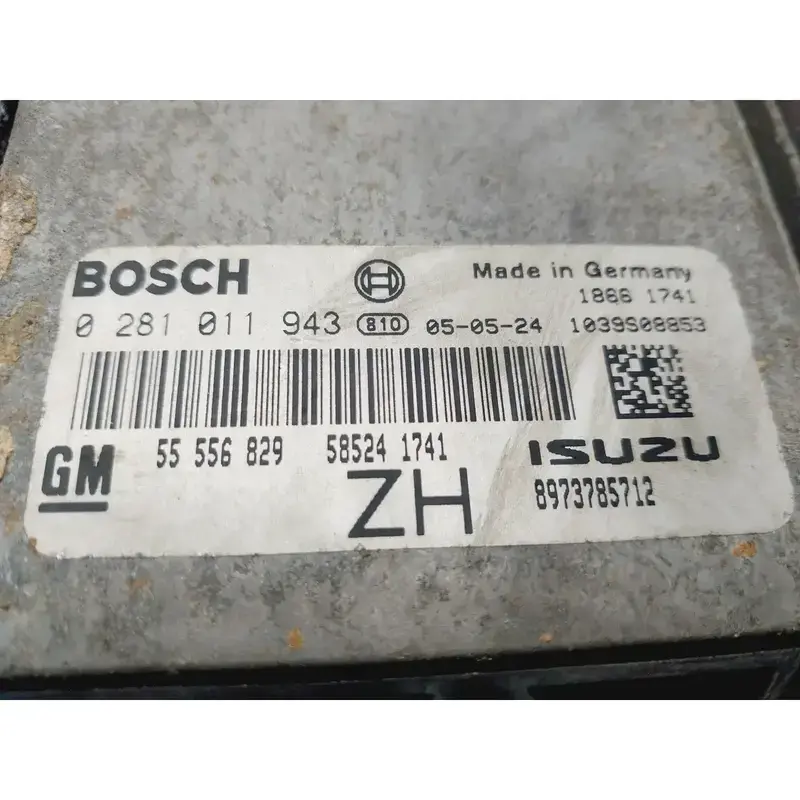 BOSCH
Made in Germany
1866 1741
0 281 011 943 810 05-05-24 1039S08853
GM
55 556 829 58524 1741
ISUZU
ZH
8973785712